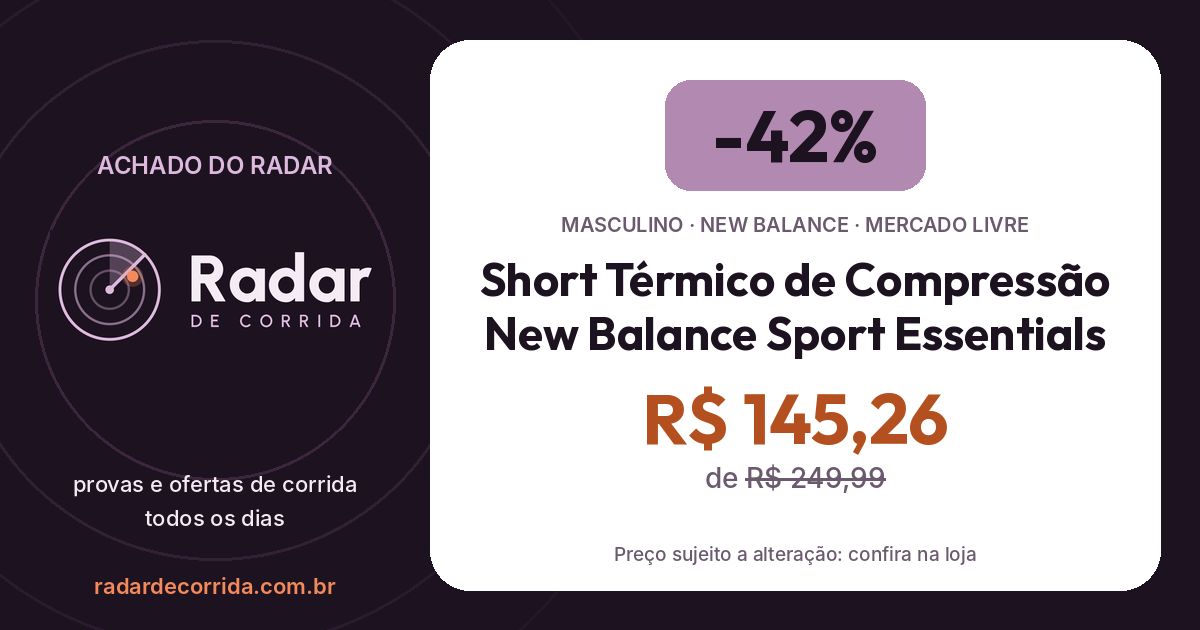 ACHADO DO RADAR
Radar
DE CORRIDA
provas e ofertas de corrida
todos os dias
radardecorrida.com.br
-42%
MASCULINO · NEW BALANCE · MERCADO LIVRE
Short Térmico de Compressão
New Balance Sport Essentials
R$ 145,26
de R$ 249,99
Preço sujeito a alteração: confira na loja